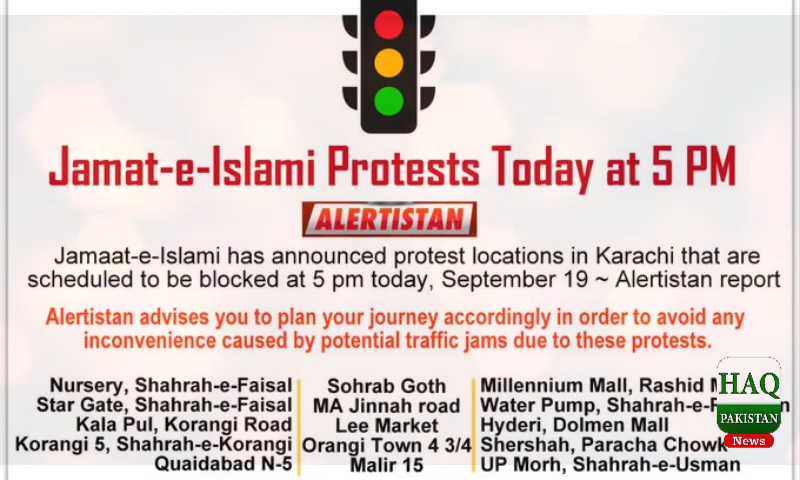 Jamat-e-Islami Protests Today at 5 PM
ALERTISTAN
Jamaat-e-Islami has announced protest locations in Karachi that are
scheduled to be blocked at 5 pm today, September 19 ~ Alertistan report
Alertistan advises you to plan your journey accordingly in order to avoid any
inconvenience caused by potential traffic jams due to these protests.
Nursery, Shahrah-e-Faisal
Star Gate, Shahrah-e-Faisal
Kala Pul, Korangi Road
Korangi 5, Shahrah-e-Korangi
Quaidabad N-5
Sohrab Goth
MA Jinnah road
Lee Market
Orangi Town 4 3/4
Malir 15
Millennium Mall, Rashid
Water Pump,
Hyderi, Dolmen Mall
Shershah, Paracha Chowk
UP Morh, Shahrah-e-Usman
HAQ
PAKISTAN
News